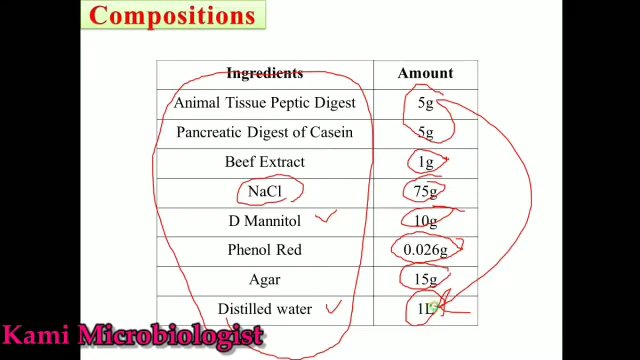 Compositions
Ingredients Amount
Animal Tissue Peptic Digest 5g
Pancreatic Digest of Casein 5g
Beef Extract 1g
NaCl 75g
D Mannitol 10g
Phenol Red 0.026g
Agar 15g
Distilled water 1L
Kami Microbiologist